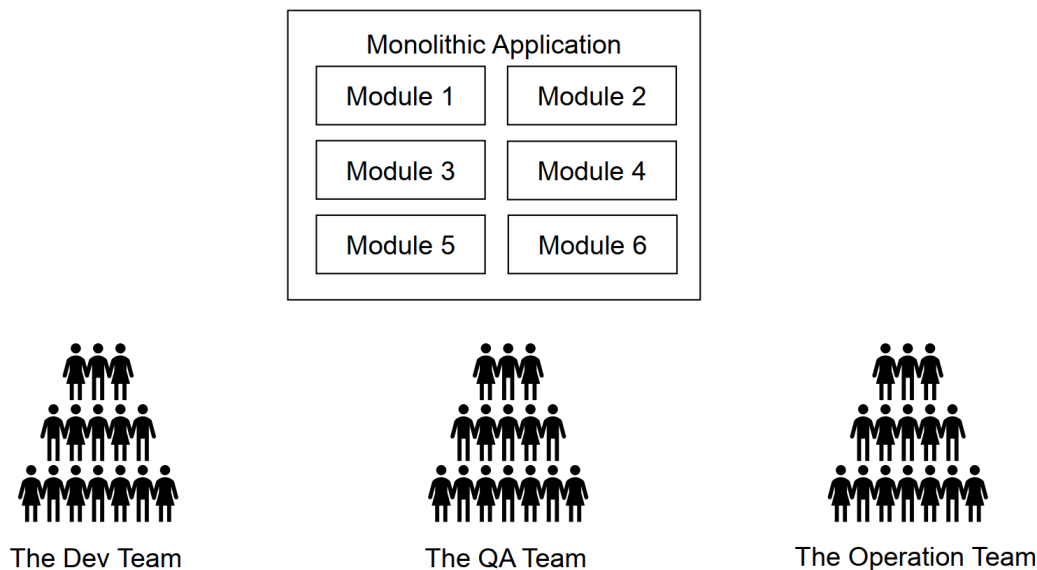 Monolithic Application
Module 1
Module 2
Module 3
Module 4
Module 5
Module 6
The Dev Team
The QA Team
The Operation Team